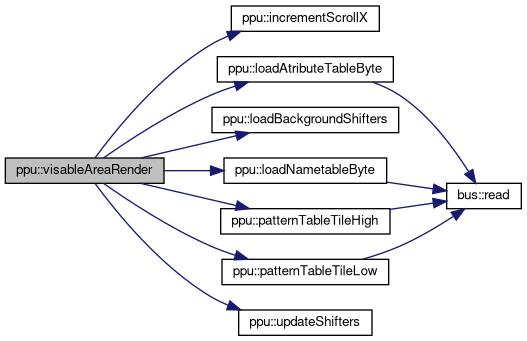 ppu::incrementScrollX
ppu::loadAtributeTableByte
ppu::loadBackgroundShifters
ppu::visableAreaRender
ppu::loadNametableByte
bus::read
ppu::patternTableTileHigh
ppu::patternTableTileLow
ppu::updateShifters